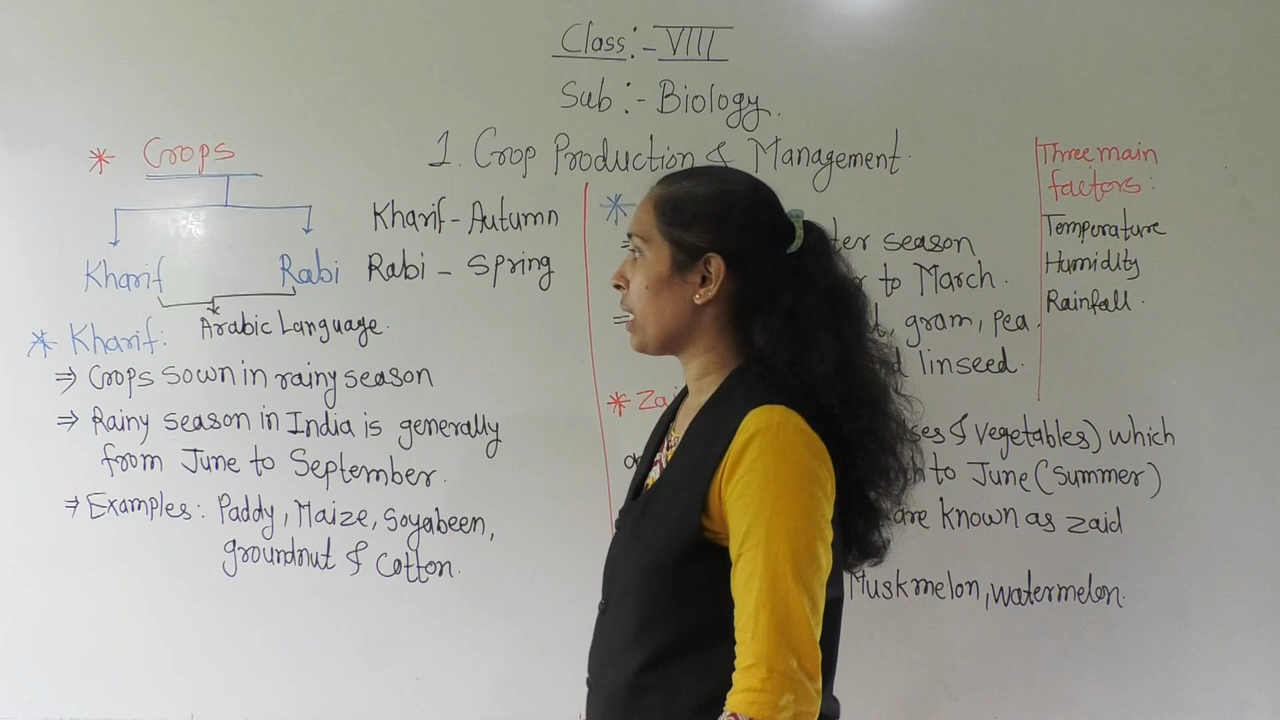 Class:- VIII
Sub:- Biology.
1. Crop Production & Management.
* Crops
Kharif
Rabi
Arabic Language.
Kharif - Autumn
Rabi - Spring
* Kharif:
⇒ Crops sown in rainy season
⇒ Rainy season in India is generally
from June to September.
⇒ Examples: Paddy, Maize, Soyabeen,
groundnut & Cotton.
*
season
to March.
gram, pea.
linseed.
*
& vegetables) which
to June (Summer)
are known as zaid
Muskmelon, watermelon.
Three main
factors:
Temperature
Humidity
Rainfall.